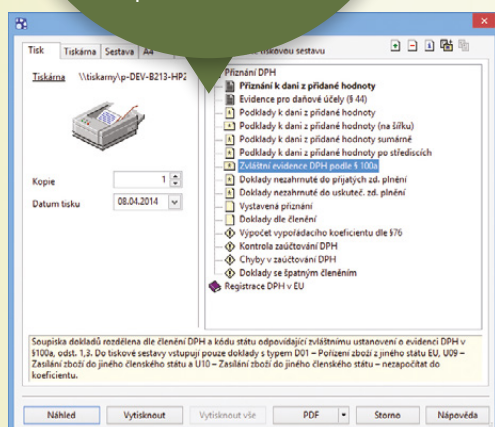 Tisk Tiskárna Sestava A4 tiskovou sestavu
Tiskárna \\tiskarny\p-DEV-B213-HP2
Kopie 1
Datum tisku 08.04.2014
Přiznání DPH
Přiznání k dani z přidané hodnoty
Evidence pro daňové účely (§ 44)
Podklady k dani z přidané hodnoty
Podklady k dani z přidané hodnoty (na šířku)
Podklady k dani z přidané hodnoty sumárně
Podklady k dani z přidané hodnoty po střediscích
Zvláštní evidence DPH podle § 100a
Doklady nezahrnuté do přijatých zd. plnění
Doklady nezahrnuté do uskuteč. zd. plnění
Vystavená přiznání
Doklady dle členění
Výpočet vypořádacího koeficientu dle §76
Kontrola zaúčtování DPH
Chyby v zaúčtování DPH
Doklady se špatným členěním
Registrace DPH v EU
Soupiska dokladů rozdělena dle členění DPH a kódu státu odpovídající zvláštnímu ustanovení o evidenci DPH v
§100a, odst. 1,3. Do tiskové sestavy vstupují pouze doklady s typem D01 – Pořízení zboží z jiného státu EU, U09 –
Zasílání zboží do jiného členského státu a U10 – Zasílání zboží do jiného členského státu – nezapočítat do
koeficientu.
Náhled Vytisknout Vytisknout vše PDF Storno Nápověda